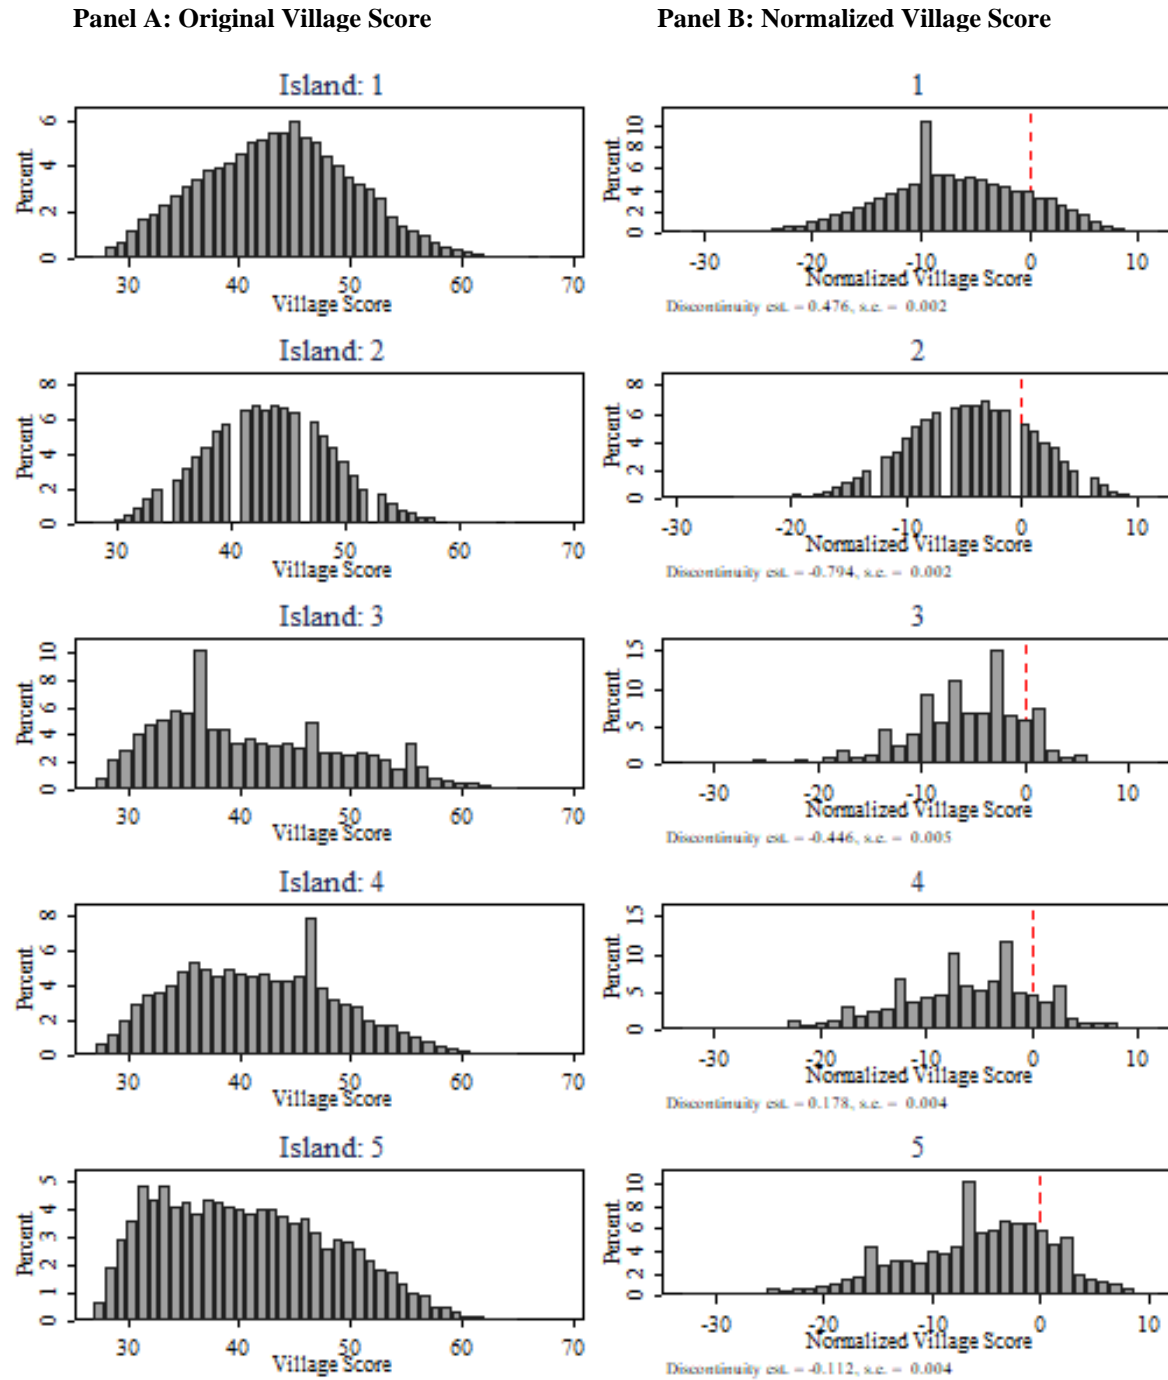 Panel A: Original Village Score
Panel B: Normalized Village Score
Island: 1
Percent
0 2 4 6
30 40 50 60 70
Village Score
1
Percent
0 2 4 6 8 10
-30 -20 -10 0 10
Normalized Village Score
Discontinuity est. = 0.476, s.e. = 0.002
Island: 2
Percent
0 2 4 6 8
30 40 50 60 70
Village Score
2
Percent
0 2 4 6 8
-30 -20 -10 0 10
Normalized Village Score
Discontinuity est. = -0.794, s.e. = 0.002
Island: 3
Percent
0 2 4 6 8 10
30 40 50 60 70
Village Score
3
Percent
0 5 10 15
-30 -20 -10 0 10
Normalized Village Score
Discontinuity est. = -0.446, s.e. = 0.005
Island: 4
Percent
0 2 4 6 8
30 40 50 60 70
Village Score
4
Percent
0 5 10 15
-30 -20 -10 0 10
Normalized Village Score
Discontinuity est. = 0.178, s.e. = 0.004
Island: 5
Percent
0 1 2 3 4 5
30 40 50 60 70
Village Score
5
Percent
0 2 4 6 8 10
-30 -20 -10 0 10
Normalized Village Score
Discontinuity est. = -0.112, s.e. = 0.004